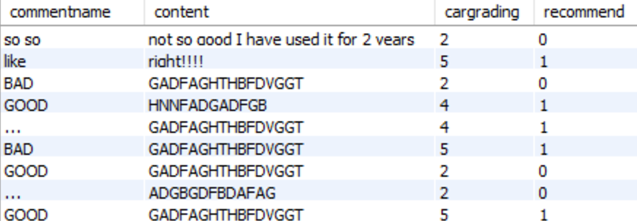 commentname content cargrading recommend
so so not so good I have used it for 2 years 2 0
like right!!!! 5 1
BAD GADFAGHTHBFDVGGT 2 0
GOOD HNNFADGADFGB 4 1
... GADFAGHTHBFDVGGT 4 1
BAD GADFAGHTHBFDVGGT 5 1
GOOD GADFAGHTHBFDVGGT 2 0
... ADGBGDFBDAFAG 2 0
GOOD GADFAGHTHBFDVGGT 5 1